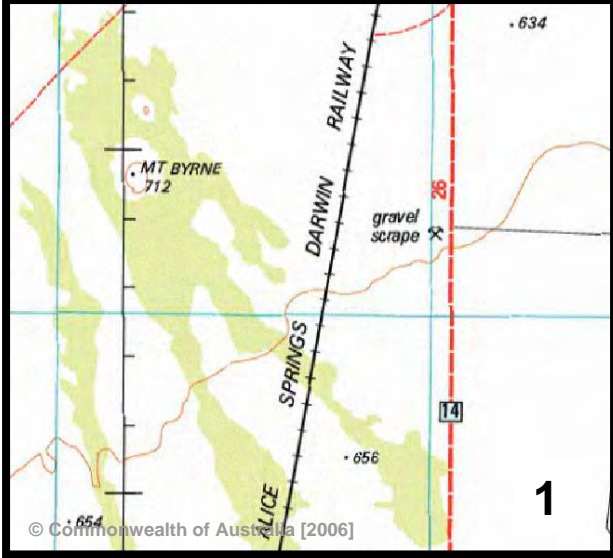 634
MT BYRNE
712
26
gravel
scrape
ALICE SPRINGS DARWIN RAILWAY
14
656
654
1
© Commonwealth of Australia [2006]